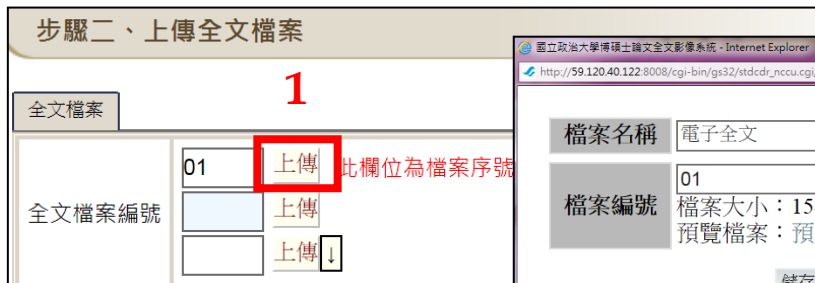 步驟二、上傳全文檔案
1
全文檔案
全文檔案編號
01 上傳 此欄位為檔案序號
上傳
上傳 ↓
國立政治大學博碩士論文全文影像系統 - Internet Explorer
http://59.120.40.122:8008/cgi-bin/gs32/stdcdr_nccu.cgi/
檔案名稱 電子全文
檔案編號 01
檔案大小：15
預覽檔案：預
儲存